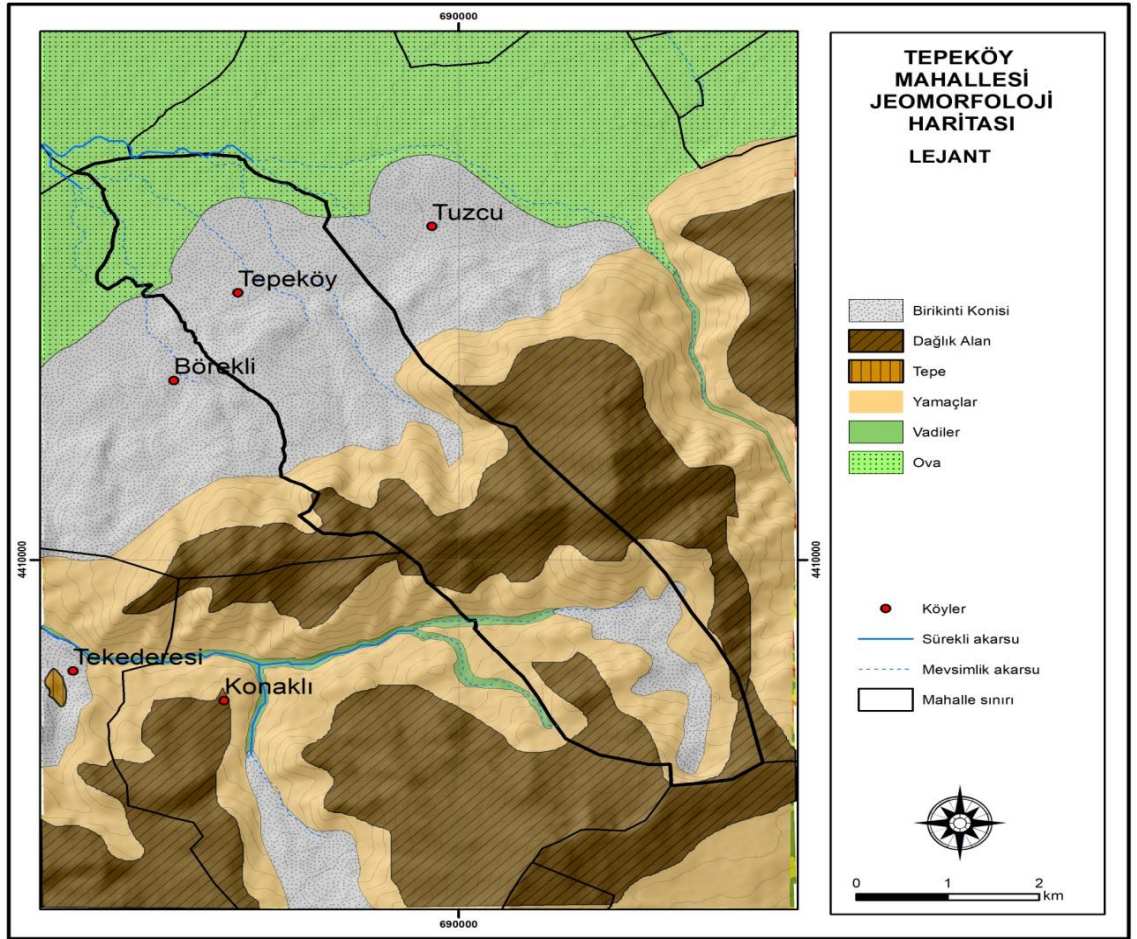 690000
Tuzcu
Tepeköy
Börekli
4410000
4410000
Tekederesi
Konaklı
690000
TEPEKÖY
MAHALLESİ
JEOMORFOLOJİ
HARİTASI
LEJANT
Birikinti Konisi
Dağlık Alan
Tepe
Yamaçlar
Vadiler
Ova
Köyler
Sürekli akarsu
Mevsimlik akarsu
Mahalle sınırı
0 1 2
km